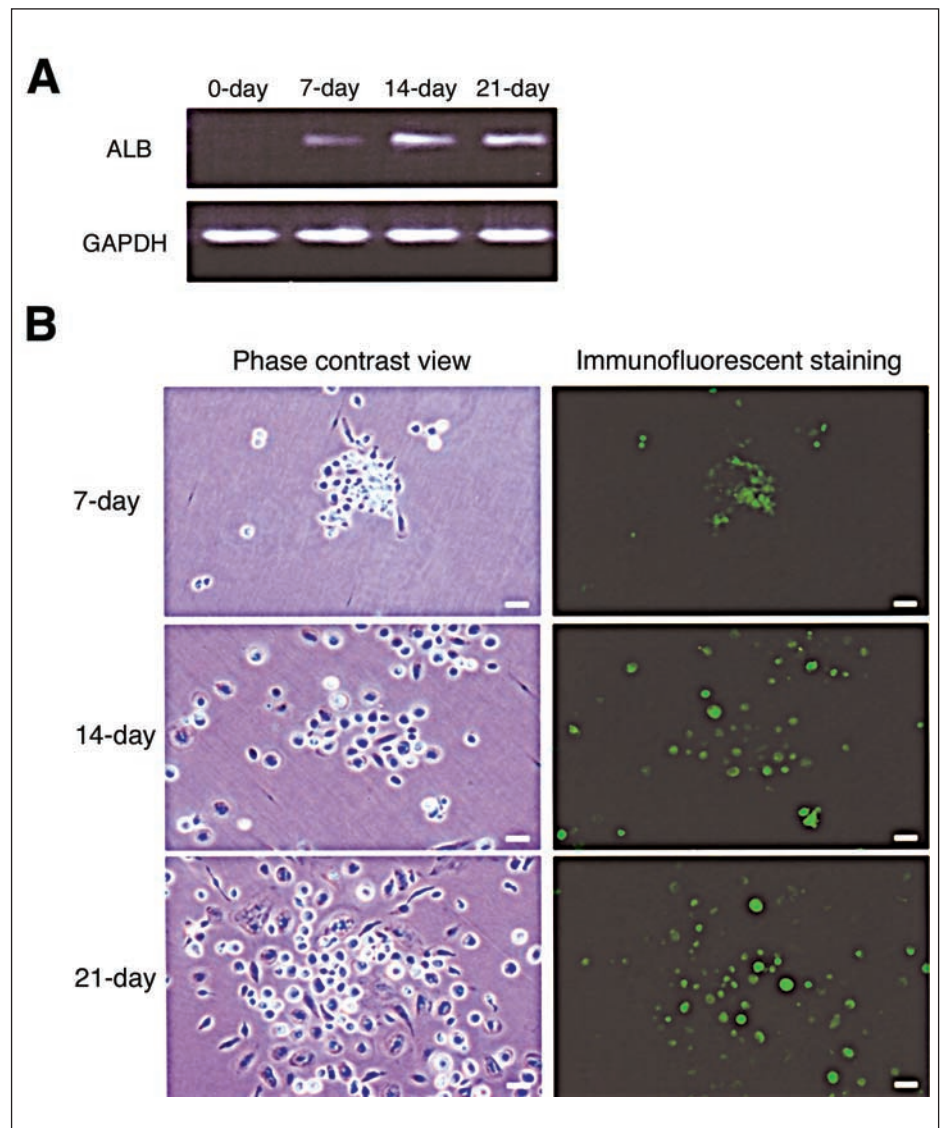 A
0-day 7-day 14-day 21-day
ALB
GAPDH
B
Phase contrast view Immunofluorescent staining
7-day
14-day
21-day